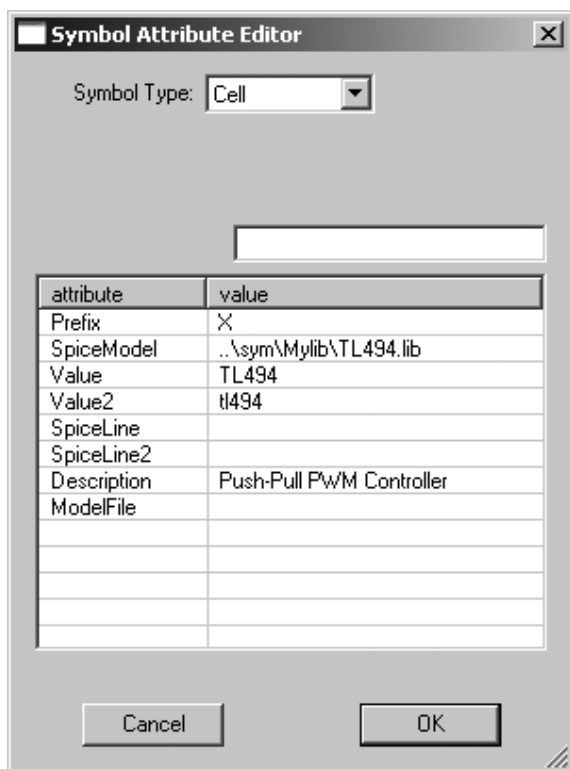 Symbol Attribute Editor
Symbol Type: Cell
attribute value
Prefix X
SpiceModel ..\sym\Mylib\TL494.lib
Value TL494
Value2 tl494
SpiceLine
SpiceLine2
Description Push-Pull PWM Controller
ModelFile
Cancel OK